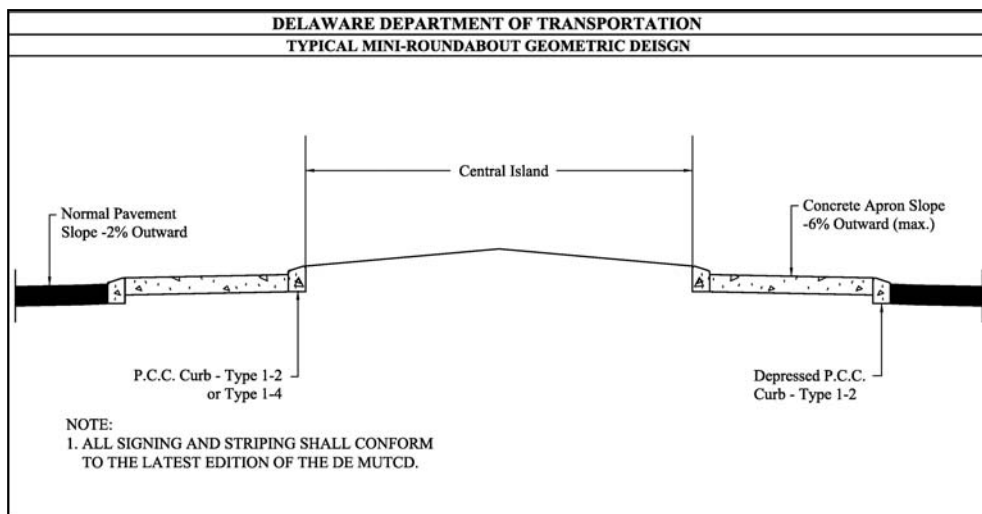 DELAWARE DEPARTMENT OF TRANSPORTATION
TYPICAL MINI-ROUNDABOUT GEOMETRIC DEISGN
Central Island
Normal Pavement
Slope -2% Outward
Concrete Apron Slope
-6% Outward (max.)
P.C.C. Curb - Type 1-2
or Type 1-4
Depressed P.C.C.
Curb - Type 1-2
NOTE:
1. ALL SIGNING AND STRIPING SHALL CONFORM
TO THE LATEST EDITION OF THE DE MUTCD.